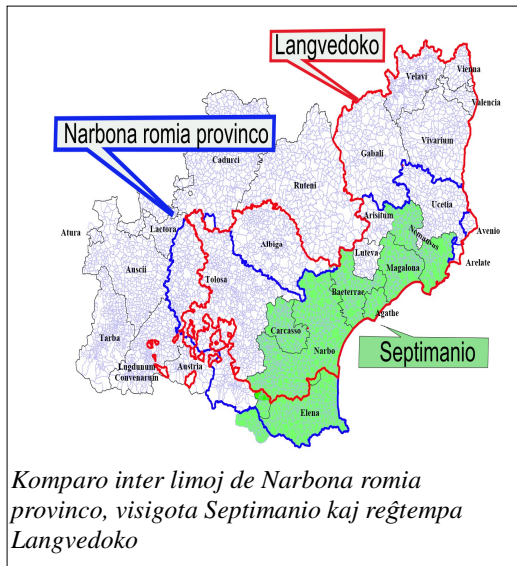 Langvedoko
Velavi
Vienna
Valencia
Narbona romia provinco
Cadurci
Gabali
Vivarium
Ruteni
Ucetia
Arisitum
Lactora
Nemausus
Avenio
Atura
Albiga
Luteva
Arelate
Auscii
Tolosa
Magalona
Baeterrae
Agathe
Carcasso
Tarba
Narbo
Septimanio
Lugdunum
Convenarum
Austria
Elena
Komparo inter limoj de Narbona romia
provinco, visigota Septimanio kaj reĝtempa
Langvedoko